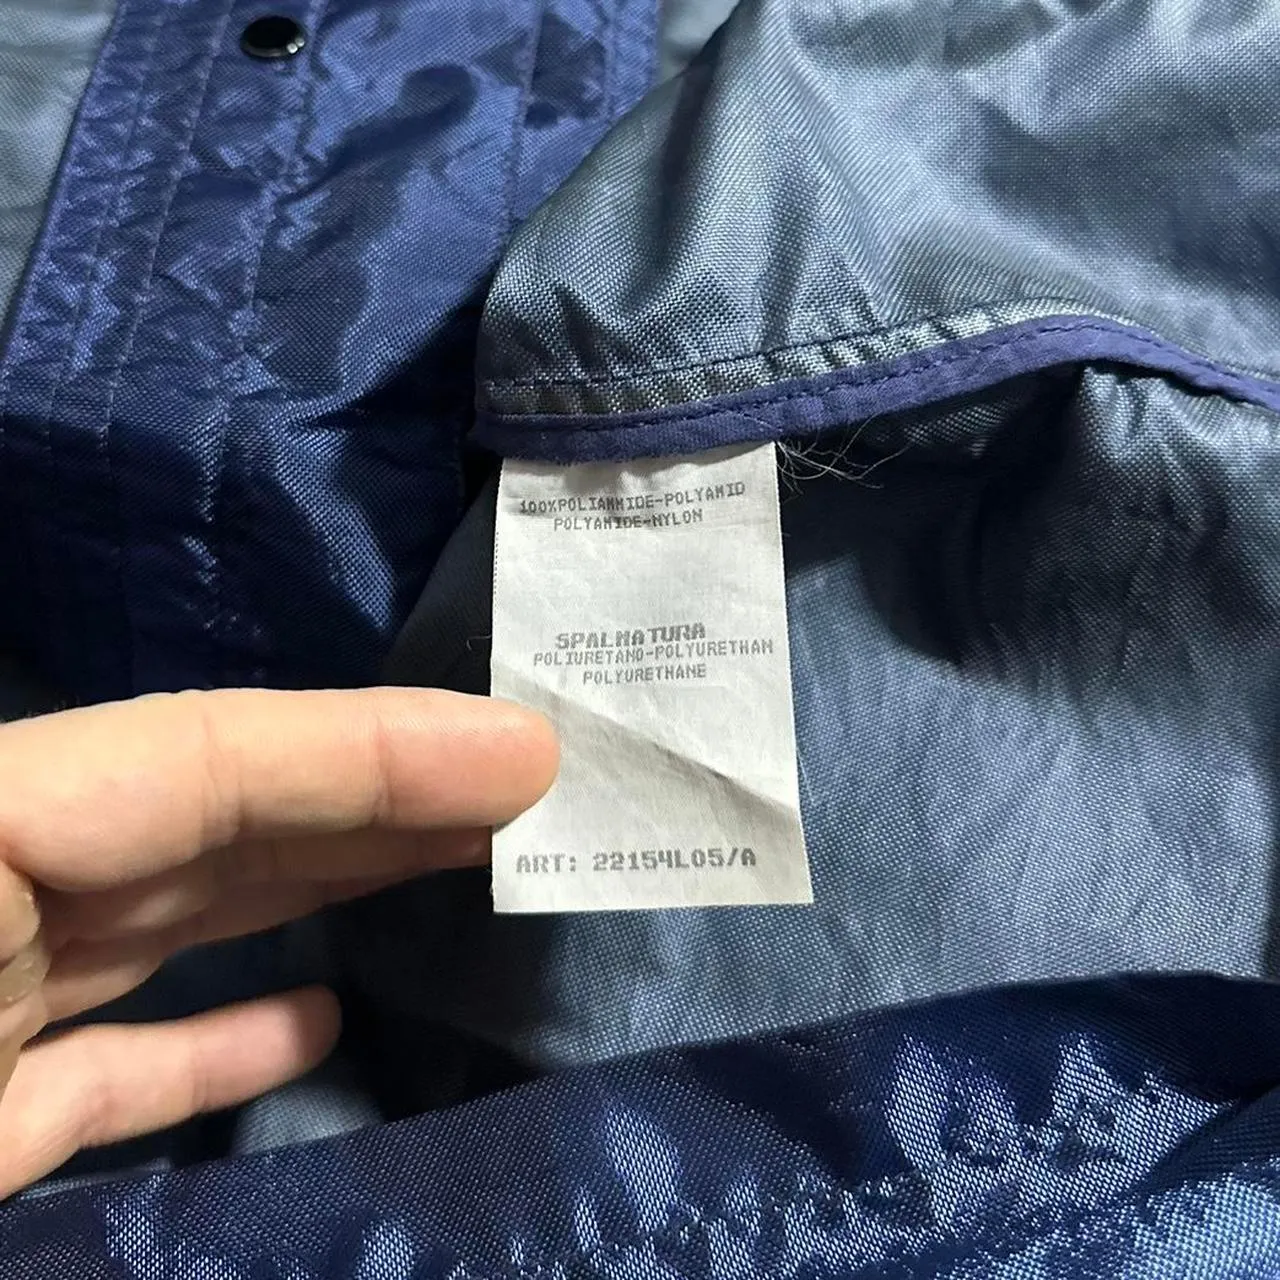 100%POLIAMMIDE-POLYAMID
POLYAMIDE-NYLON
SPALMATURA
POLIURETANO-POLYURETHAN
POLYURETHANE
ART: 22154L05/A